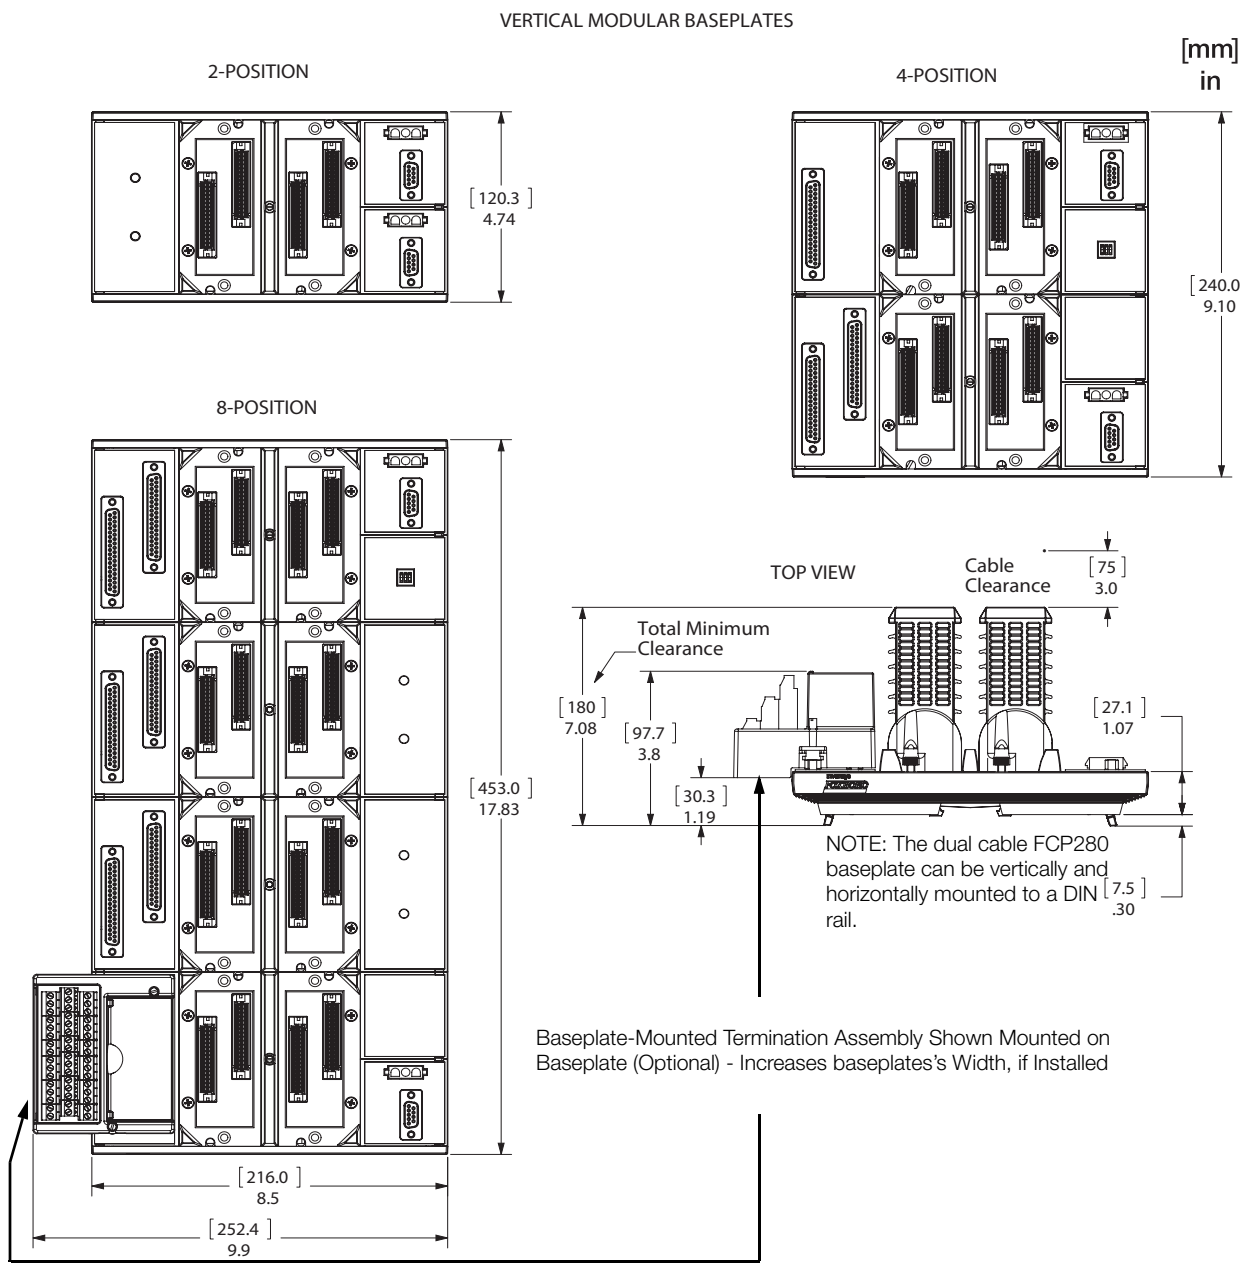 VERTICAL MODULAR BASEPLATES
[mm]
in
2-POSITION
4-POSITION
[120.3]
4.74
[240.0
9.10
8-POSITION
TOP VIEW
Cable
Clearance
[75]
3.0
Total Minimum
Clearance
[180]
7.08
[97.7]
3.8
[27.1]
1.07
[30.3]
1.19
[453.0]
17.83
NOTE: The dual cable FCP280
baseplate can be vertically and
horizontally mounted to a DIN
rail.
[7.5]
.30
Baseplate-Mounted Termination Assembly Shown Mounted on
Baseplate (Optional) - Increases baseplates's Width, if Installed
[216.0]
8.5
[252.4]
9.9